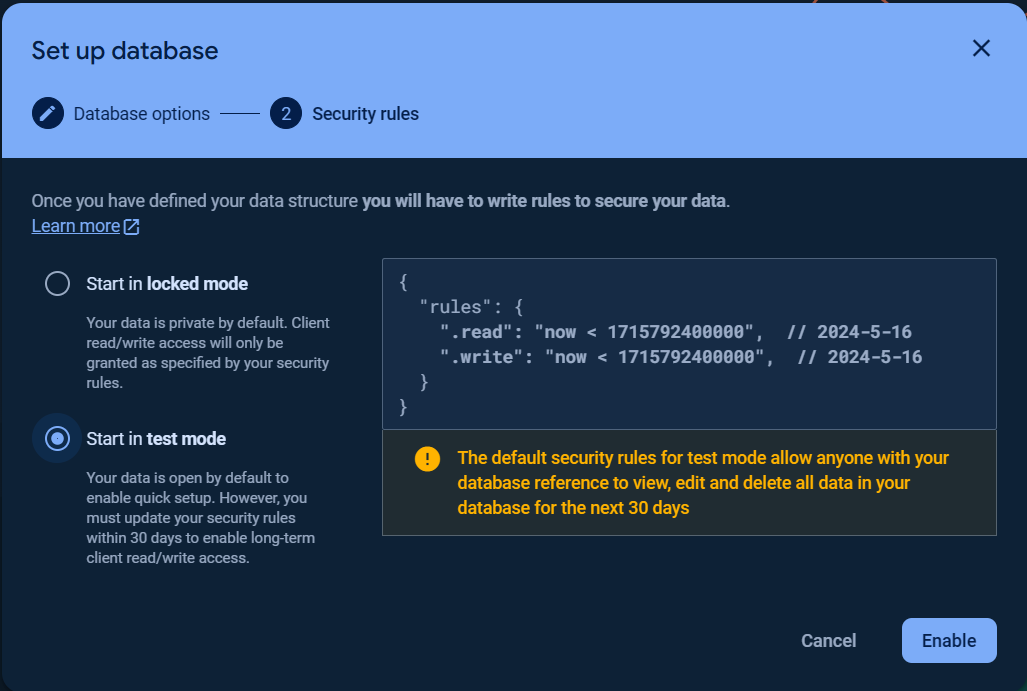 Set up database
Database options
2
Security rules
Once you have defined your data structure you will have to write rules to secure your data.
Learn more
Start in locked mode
Your data is private by default. Client
read/write access will only be
granted as specified by your security
rules.
Start in test mode
Your data is open by default to
enable quick setup. However, you
must update your security rules
within 30 days to enable long-term
client read/write access.
{
"rules": {
".read": "now < 1715792400000", // 2024-5-16
".write": "now < 1715792400000", // 2024-5-16
}
}
The default security rules for test mode allow anyone with your
database reference to view, edit and delete all data in your
database for the next 30 days
Cancel
Enable